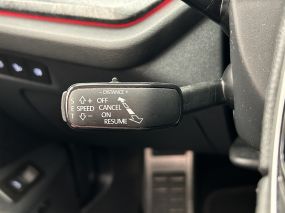 - DISTANCE +
S + OFF
E SPEED CANCEL
T - ON
RESUME